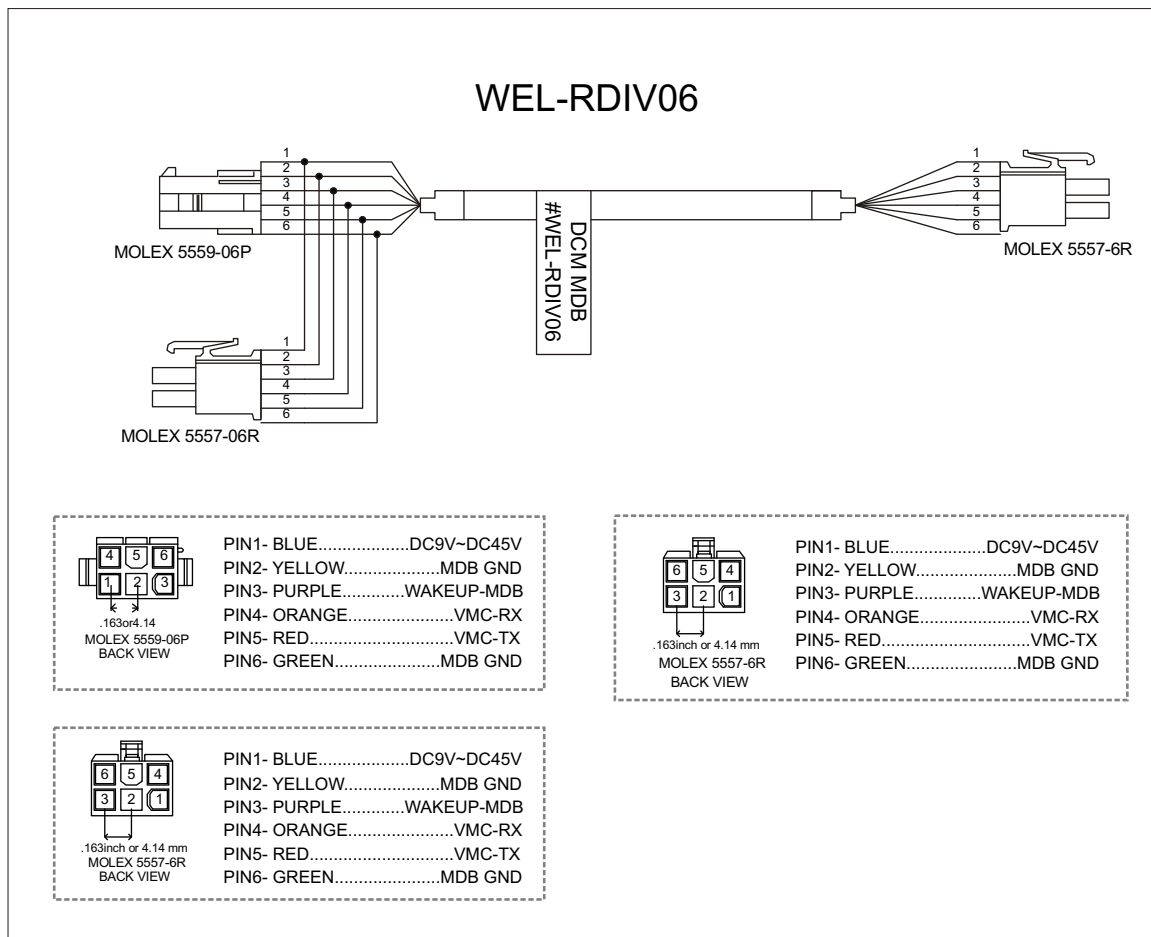 WEL-RDIV06
1
2
3
4
5
6
MOLEX 5559-06P
DCM MDB
#WEL-RDIV06
1
2
3
4
5
6
MOLEX 5557-6R
1
2
3
4
5
6
MOLEX 5557-06R
4 5 6
1 2 3
.163or4.14
MOLEX 5559-06P
BACK VIEW
PIN1- BLUE...................DC9V~DC45V
PIN2- YELLOW...................MDB GND
PIN3- PURPLE............WAKEUP-MDB
PIN4- ORANGE.......................VMC-RX
PIN5- RED..............................VMC-TX
PIN6- GREEN......................MDB GND
6 5 4
3 2 1
.163inch or 4.14 mm
MOLEX 5557-6R
BACK VIEW
PIN1- BLUE...................DC9V~DC45V
PIN2- YELLOW...................MDB GND
PIN3- PURPLE............WAKEUP-MDB
PIN4- ORANGE.......................VMC-RX
PIN5- RED..............................VMC-TX
PIN6- GREEN......................MDB GND
6 5 4
3 2 1
.163inch or 4.14 mm
MOLEX 5557-6R
BACK VIEW
PIN1- BLUE...................DC9V~DC45V
PIN2- YELLOW...................MDB GND
PIN3- PURPLE............WAKEUP-MDB
PIN4- ORANGE.......................VMC-RX
PIN5- RED..............................VMC-TX
PIN6- GREEN......................MDB GND